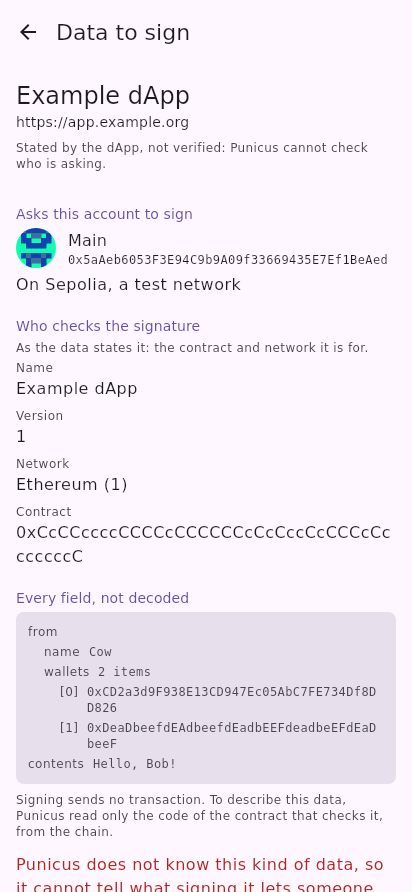 Data to sign
Example dApp
https://app.example.org
Stated by the dApp, not verified: Punicus cannot check
who is asking.
Asks this account to sign
Main
0x5aAeb6053F3E94C9b9A09f33669435E7Ef1BeAed
On Sepolia, a test network
Who checks the signature
As the data states it: the contract and network it is for.
Name
Example dApp
Version
1
Network
Ethereum (1)
Contract
0xCcCCccccCCCCcCCCCCCcCcCccCcCCCcCc
ccccccC
Every field, not decoded
from
name Cow
wallets 2 items
[0] 0xCD2a3d9F938E13CD947Ec05AbC7FE734Df8D
D826
[1] 0xDeaDbeefdEAdbeefdEadbEEFdeadbeEFdEaD
beeF
contents Hello, Bob!
Signing sends no transaction. To describe this data,
Punicus read only the code of the contract that checks it,
from the chain.
Punicus does not know this kind of data, so
it cannot tell what signing it lets someone